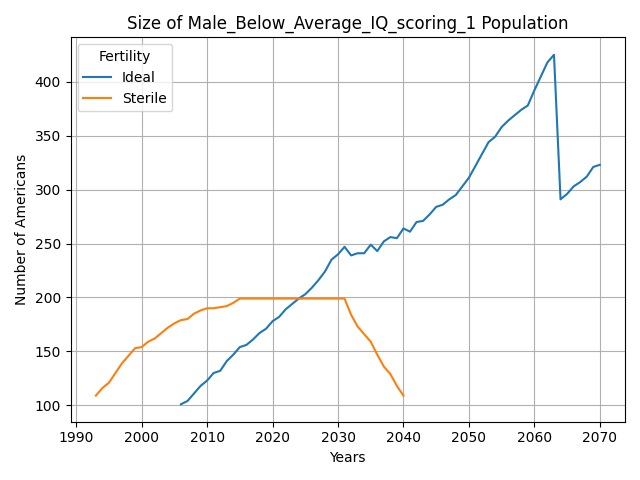 Size of Male_Below_Average_IQ_scoring_1 Population
Fertility
Ideal
Sterile
Number of Americans
400
350
300
250
200
150
100
1990
2000
2010
2020
2030
2040
2050
2060
2070
Years